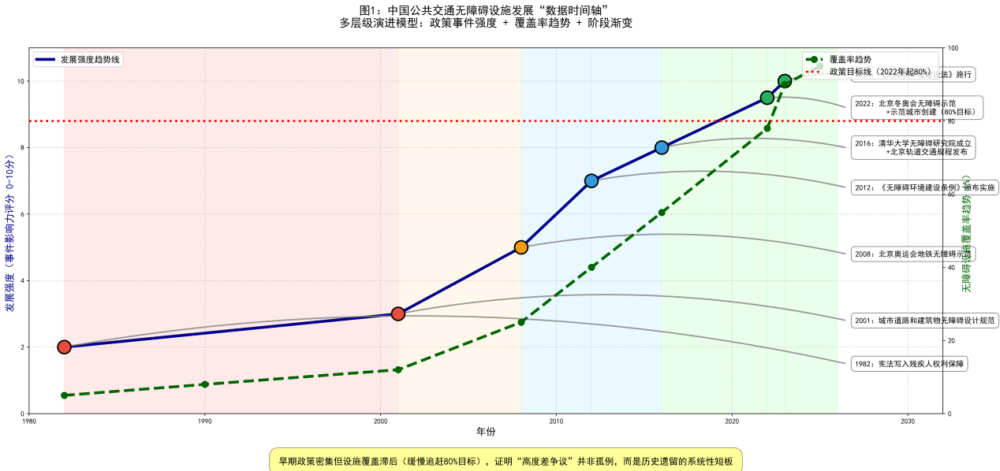 图1：中国公共交通无障碍设施发展“数据时间轴”
多层级演进模型：政策事件强度 + 覆盖率趋势 + 阶段渐变
发展强度趋势线
覆盖率趋势
政策目标线（2022年起80%）
法》施行
2022：北京冬奥会无障碍示范
+示范城市创建（80%目标）
2016：清华大学无障碍研究院成立
+北京轨道交通规程发布
2012：《无障碍环境建设条例》颁布实施
2008：北京奥运会地铁无障碍示范
2001：城市道路和建筑物无障碍设计规范
1982：宪法写入残疾人权利保障
发展强度（事件影响力评分 0-10分）
0
2
4
6
8
10
无障碍设施覆盖率趋势（%）
0
20
40
60
80
100
1980
1990
2000
2010
2020
2030
年份
早期政策密集但设施覆盖滞后（缓慢追赶80%目标），证明“高度差争议”并非孤例，而是历史遗留的系统性短板